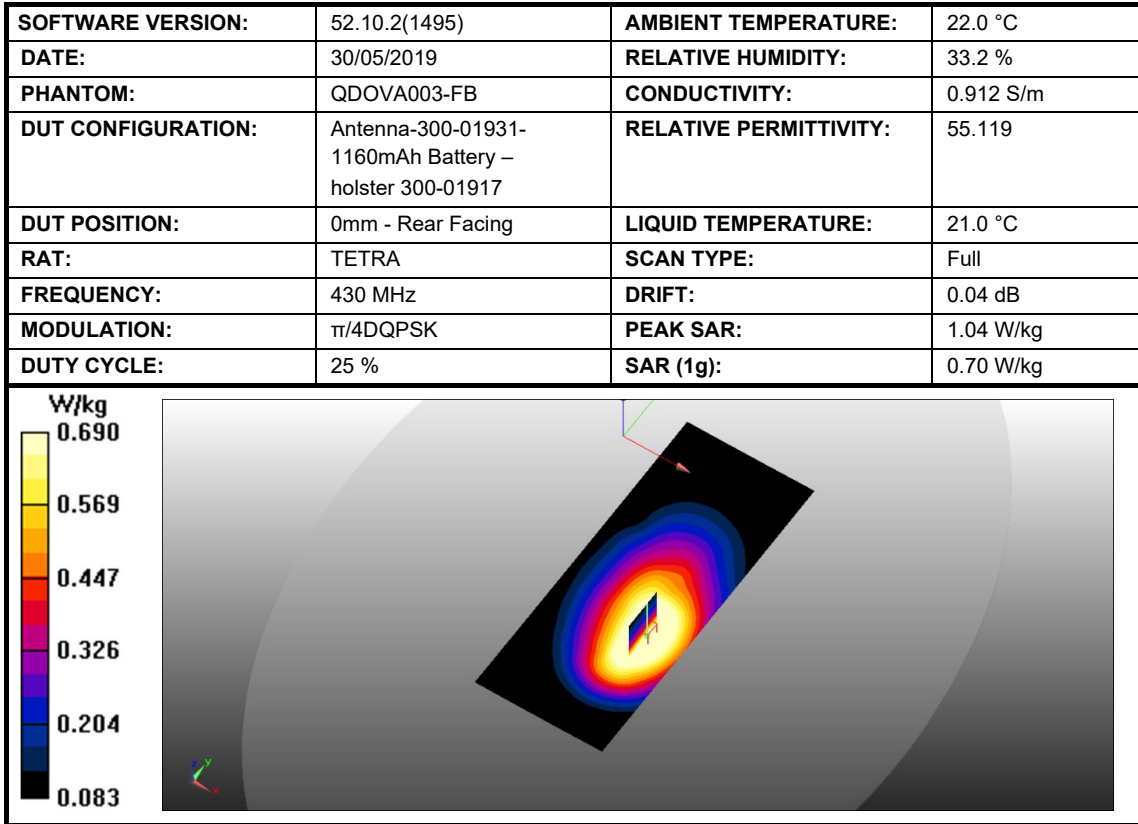 SOFTWARE VERSION: 52.10.2(1495) AMBIENT TEMPERATURE: 22.0 °C
DATE: 30/05/2019 RELATIVE HUMIDITY: 33.2 %
PHANTOM: QDOVA003-FB CONDUCTIVITY: 0.912 S/m
DUT CONFIGURATION: Antenna-300-01931- RELATIVE PERMITTIVITY: 55.119
1160mAh Battery –
holster 300-01917
DUT POSITION: 0mm - Rear Facing LIQUID TEMPERATURE: 21.0 °C
RAT: TETRA SCAN TYPE: Full
FREQUENCY: 430 MHz DRIFT: 0.04 dB
MODULATION: π/4DQPSK PEAK SAR: 1.04 W/kg
DUTY CYCLE: 25 % SAR (1g): 0.70 W/kg
W/kg
0.690
0.569
0.447
0.326
0.204
0.083
z y
x